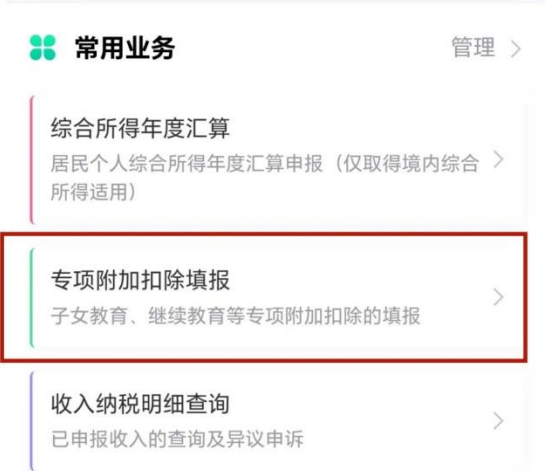 常用业务
管理
综合所得年度汇算
居民个人综合所得年度汇算申报（仅取得境内综合
所得适用）
专项附加扣除填报
子女教育、继续教育等专项附加扣除的填报
收入纳税明细查询
已申报收入的查询及异议申诉